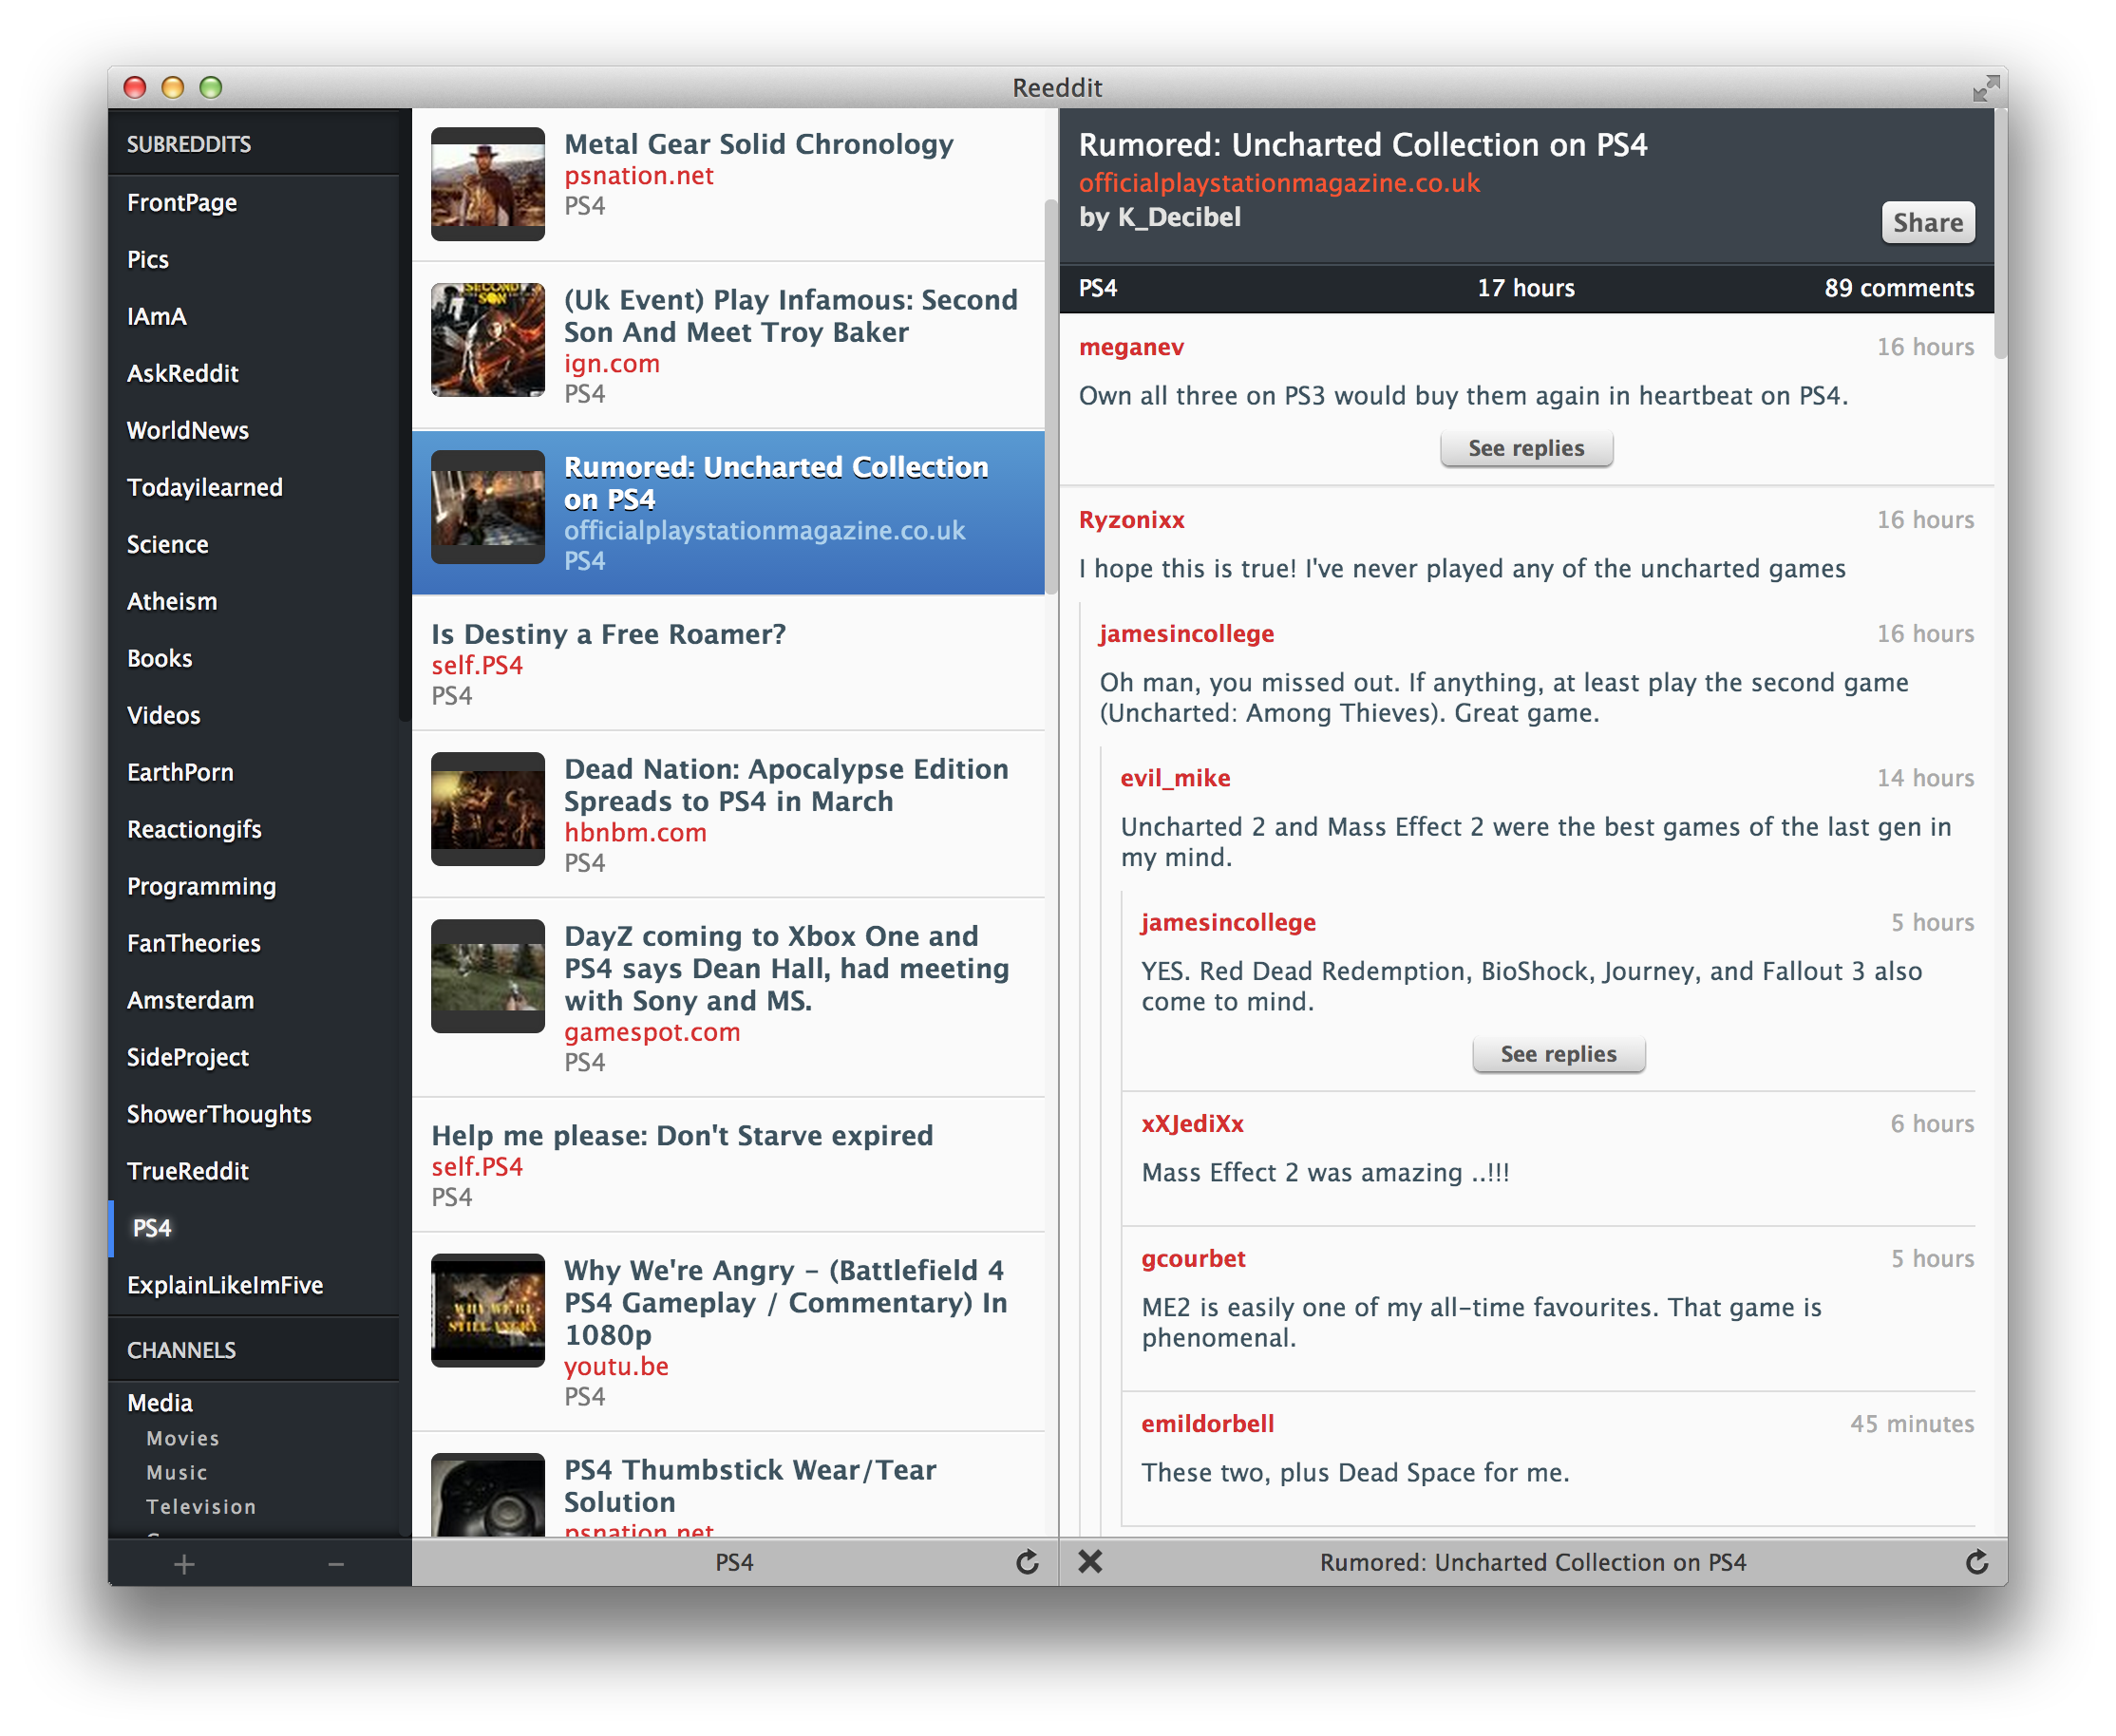 Reeddit
SUBREDDITS
FrontPage
Pics
IAmA
AskReddit
WorldNews
Todayilearned
Science
Atheism
Books
Videos
EarthPorn
Reactiongifs
Programming
FanTheories
Amsterdam
SideProject
ShowerThoughts
TrueReddit
PS4
ExplainLikeImFive
CHANNELS
Media
Movies
Music
Television
+ −
Metal Gear Solid Chronology
psnation.net
PS4
SECOND
SON
(Uk Event) Play Infamous: Second
Son And Meet Troy Baker
ign.com
PS4
Rumored: Uncharted Collection
on PS4
officialplaystationmagazine.co.uk
PS4
Is Destiny a Free Roamer?
self.PS4
PS4
Dead Nation: Apocalypse Edition
Spreads to PS4 in March
hbnbm.com
PS4
DayZ coming to Xbox One and
PS4 says Dean Hall, had meeting
with Sony and MS.
gamespot.com
PS4
Help me please: Don't Starve expired
self.PS4
PS4
WHY WE'RE
STILL ANGRY
Why We're Angry – (Battlefield 4
PS4 Gameplay / Commentary) In
1080p
youtu.be
PS4
PS4 Thumbstick Wear/Tear
Solution
psnation.net
PS4
Rumored: Uncharted Collection on PS4
officialplaystationmagazine.co.uk
by K_Decibel
Share
PS4 17 hours 89 comments
meganev 16 hours
Own all three on PS3 would buy them again in heartbeat on PS4.
See replies
Ryzonixx 16 hours
I hope this is true! I've never played any of the uncharted games
jamesincollege 16 hours
Oh man, you missed out. If anything, at least play the second game
(Uncharted: Among Thieves). Great game.
evil_mike 14 hours
Uncharted 2 and Mass Effect 2 were the best games of the last gen in
my mind.
jamesincollege 5 hours
YES. Red Dead Redemption, BioShock, Journey, and Fallout 3 also
come to mind.
See replies
xXJediXx 6 hours
Mass Effect 2 was amazing ..!!!
gcourbet 5 hours
ME2 is easily one of my all-time favourites. That game is
phenomenal.
emildorbell 45 minutes
These two, plus Dead Space for me.
Rumored: Uncharted Collection on PS4